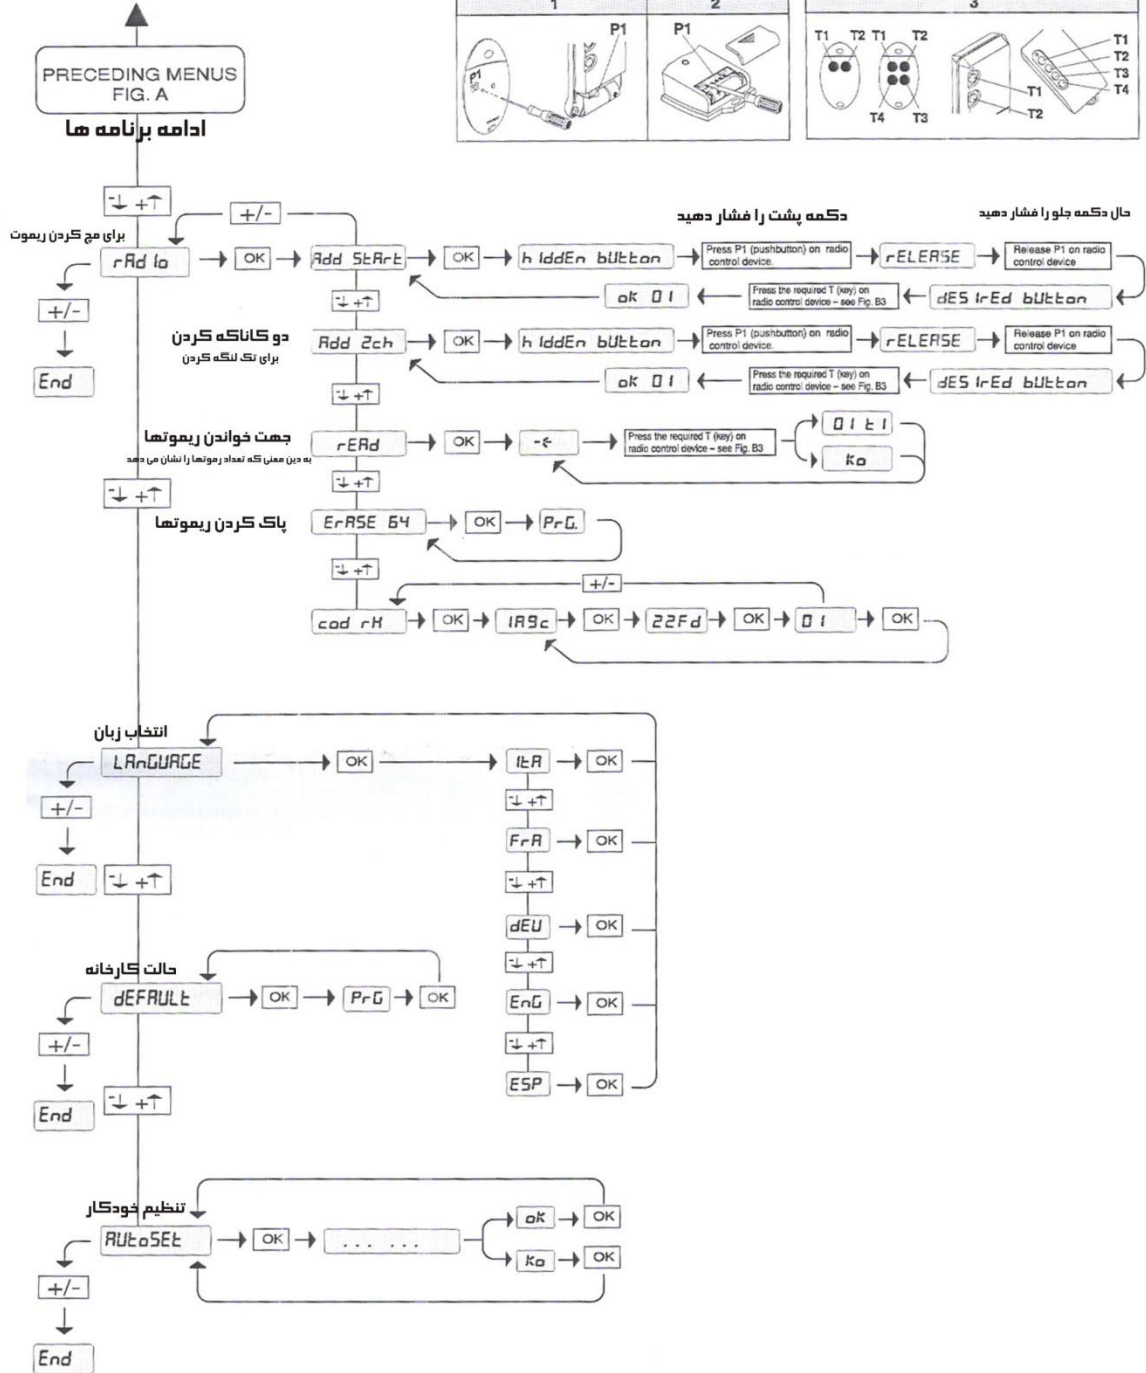 1 2 3
P1 P1 P1 T1 T2 T1 T2 T1 T2 T3 T4 T1 T2 T4 T3
PRECEDING MENUS
FIG. A
ادامه برنامه ها
-↓ +↑
+/-
دکمه پشت را فشار دهید
حال دکمه جلو را فشار دهید
برای مچ کردن ریموت
rAdIo
OK
Add StArt
OK
hIddEn bUtton
Press P1 (pushbutton) on radio
control device.
rELEASE
Release P1 on radio
control device
+/-
End
-↓ +↑
ok 01
Press the required T (key) on
radio control device – see Fig. B3
dESIrEd bUtton
دو کاناکه کردن
برای تک لنگه کردن
Add 2ch
OK
hIddEn bUtton
Press P1 (pushbutton) on radio
control device.
rELEASE
Release P1 on radio
control device
ok 01
Press the required T (key) on
radio control device – see Fig. B3
dESIrEd bUtton
-↓ +↑
جهت خواندن ریموتها
به دین معنی که تعداد رموتها را نشان می دهد
rEAd
OK
-←
Press the required T (key) on
radio control device – see Fig. B3
01 t1
Ko
-↓ +↑
-↓ +↑
پاک کردن ریموتها
ErASE 64
OK
PrG.
-↓ +↑
+/-
cod rH
OK
1A9c
OK
22Fd
OK
01
OK
انتخاب زبان
LAnGUAGE
OK
ItA
OK
+/-
-↓ +↑
FrA
OK
End
-↓ +↑
-↓ +↑
dEU
OK
-↓ +↑
حالت کارخانه
dEFAULt
OK
PrG
OK
EnG
OK
+/-
-↓ +↑
End
-↓ +↑
ESP
OK
تنظیم خودکار
AUtoSEt
OK
... ...
oK
OK
Ko
OK
+/-
End